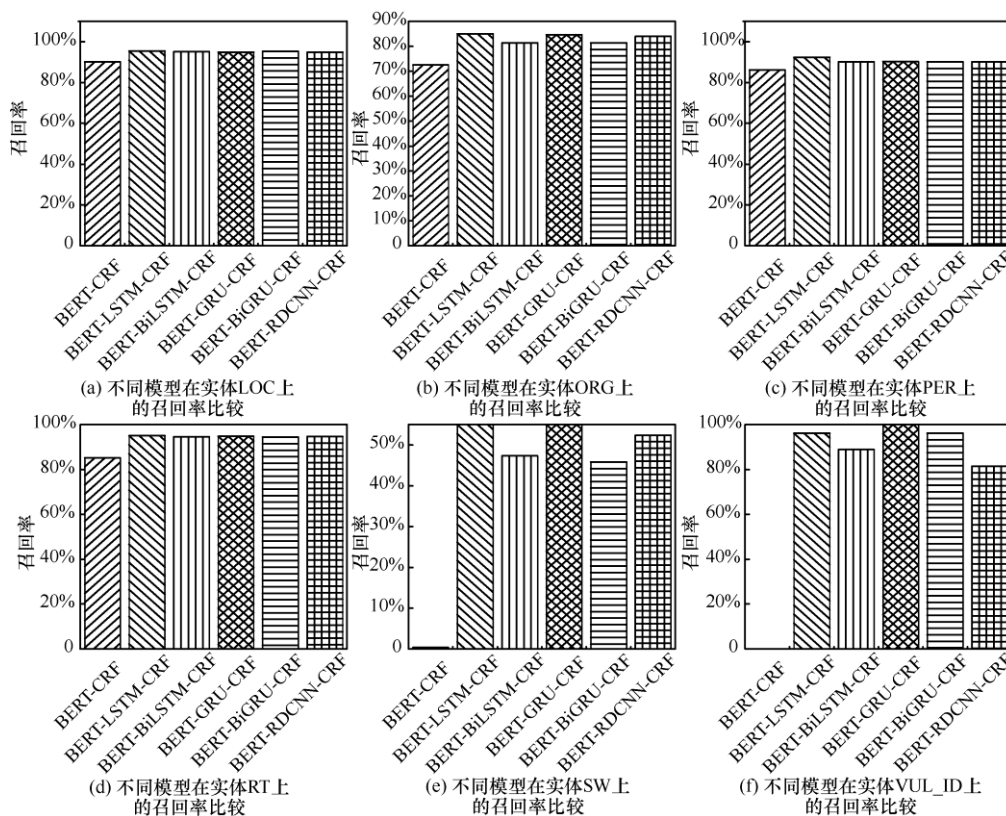 100%
80%
60%
40%
20%
0
召回率
BERT-CRF
BERT-LSTM-CRF
BERT-BiLSTM-CRF
BERT-GRU-CRF
BERT-BiGRU-CRF
BERT-RDCNN-CRF
(a) 不同模型在实体LOC上
的召回率比较
90%
80%
70%
60%
50%
40%
30%
20%
10%
0
召回率
BERT-CRF
BERT-LSTM-CRF
BERT-BiLSTM-CRF
BERT-GRU-CRF
BERT-BiGRU-CRF
BERT-RDCNN-CRF
(b) 不同模型在实体ORG上
的召回率比较
100%
80%
60%
40%
20%
0
召回率
BERT-CRF
BERT-LSTM-CRF
BERT-BiLSTM-CRF
BERT-GRU-CRF
BERT-BiGRU-CRF
BERT-RDCNN-CRF
(c) 不同模型在实体PER上
的召回率比较
100%
80%
60%
40%
20%
0
召回率
BERT-CRF
BERT-LSTM-CRF
BERT-BiLSTM-CRF
BERT-GRU-CRF
BERT-BiGRU-CRF
BERT-RDCNN-CRF
(d) 不同模型在实体RT上
的召回率比较
50%
40%
30%
20%
10%
0
召回率
BERT-CRF
BERT-LSTM-CRF
BERT-BiLSTM-CRF
BERT-GRU-CRF
BERT-BiGRU-CRF
BERT-RDCNN-CRF
(e) 不同模型在实体SW上
的召回率比较
100%
80%
60%
40%
20%
0
召回率
BERT-CRF
BERT-LSTM-CRF
BERT-BiLSTM-CRF
BERT-GRU-CRF
BERT-BiGRU-CRF
BERT-RDCNN-CRF
(f) 不同模型在实体VUL_ID上
的召回率比较